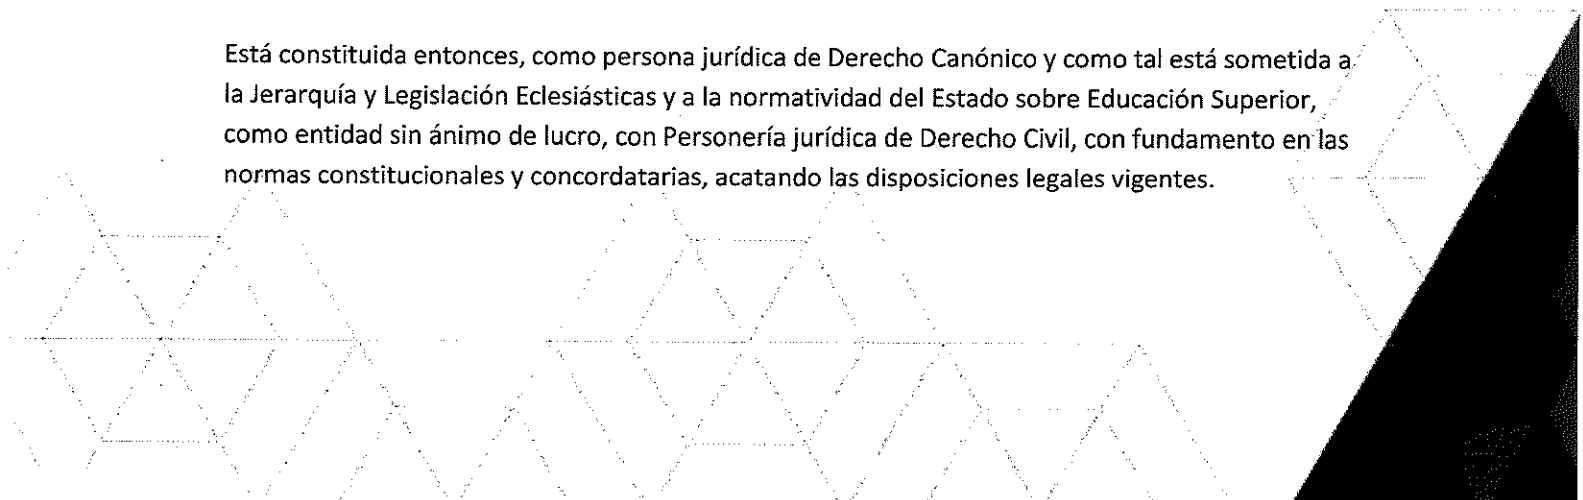 Está constituida entonces, como persona jurídica de Derecho Canónico y como tal está sometida a
la Jerarquía y Legislación Eclesiásticas y a la normatividad del Estado sobre Educación Superior,
como entidad sin ánimo de lucro, con Personería jurídica de Derecho Civil, con fundamento en las
normas constitucionales y concordatarias, acatando las disposiciones legales vigentes.